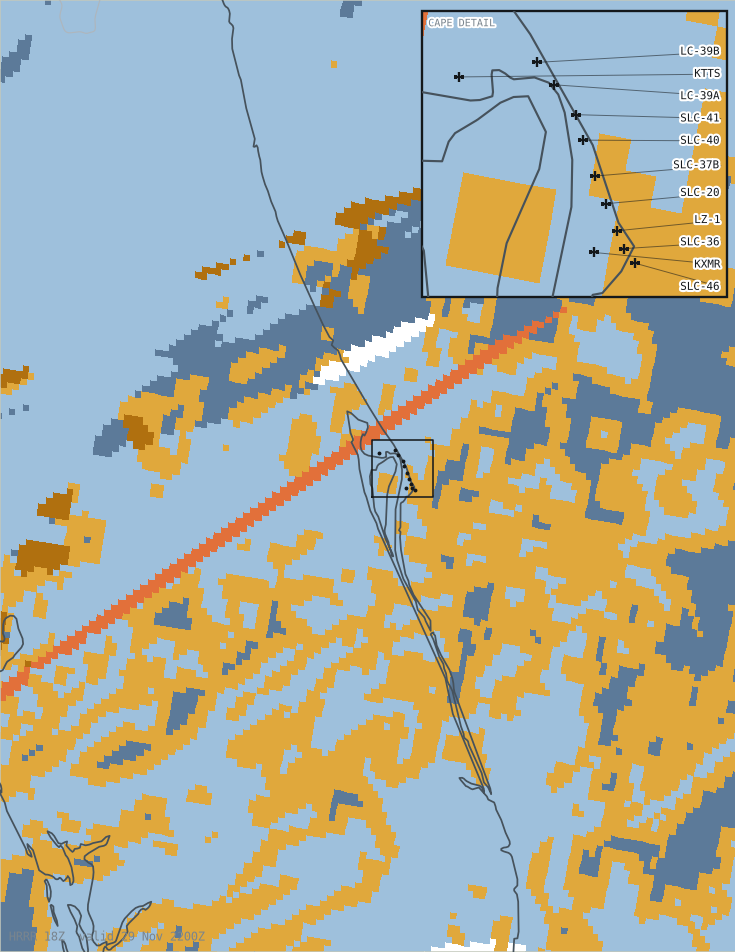 CAPE DETAIL
LC-39B
KTTS
LC-39A
SLC-41
SLC-40
SLC-37B
SLC-20
LZ-1
SLC-36
KXMR
SLC-46
HRRR 18Z  valid 29 Nov 2200Z